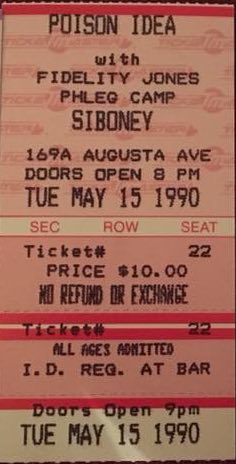 POISON IDEA
with
FIDELITY JONES
PHLEG CAMP
SIBONEY
169A AUGUSTA AVE
DOORS OPEN 8 PM
TUE MAY 15 1990
SEC ROW SEAT
Ticket# 22
PRICE $10.00
NO REFUND OR EXCHANGE
Ticket# 22
ALL AGES ADMITTED
I.D. REG. AT BAR
Doors Open 9pm
TUE MAY 15 1990